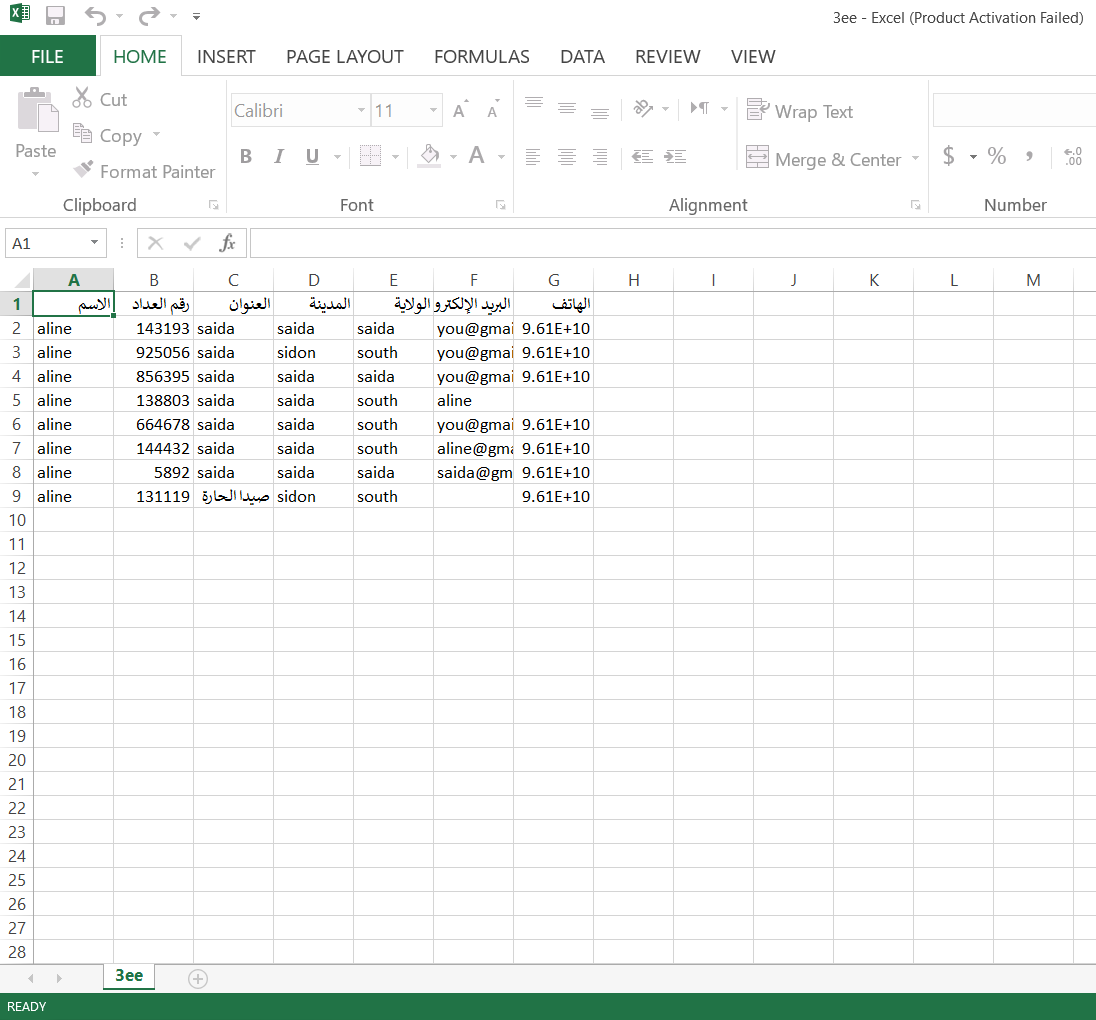 3ee - Excel (Product Activation Failed)
FILE HOME INSERT PAGE LAYOUT FORMULAS DATA REVIEW VIEW
Cut
Calibri 11 A A Wrap Text
Copy
Paste B I U A Merge & Center $ % , .0 .00
Format Painter
Clipboard Font Alignment Number
A1 fx
A B C D E F G H I J K L M
1 الاسم رقم العداد العنوان المدينة الولاية البريد الإلكترو الهاتف
2 aline 143193 saida saida saida you@gmai 9.61E+10
3 aline 925056 saida sidon south you@gmai 9.61E+10
4 aline 856395 saida saida saida you@gmai 9.61E+10
5 aline 138803 saida saida south aline
6 aline 664678 saida saida south you@gmai 9.61E+10
7 aline 144432 saida saida south aline@gma 9.61E+10
8 aline 5892 saida saida saida saida@gm 9.61E+10
9 aline 131119 صيدا الحارة sidon south 9.61E+10
10
11
12
13
14
15
16
17
18
19
20
21
22
23
24
25
26
27
28
3ee
READY